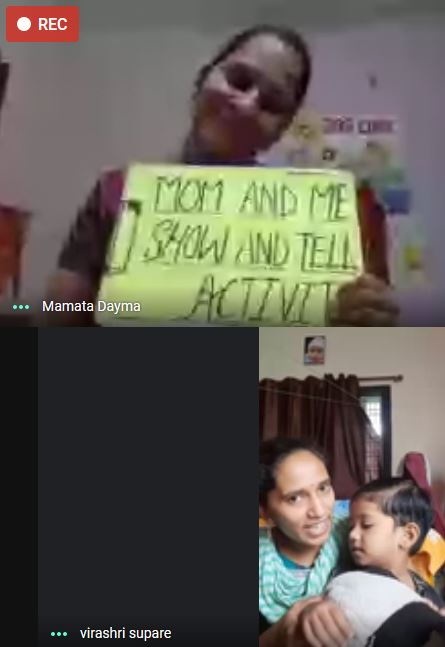 REC
MOM AND ME
SHOW AND TELL
ACTIVIT
Mamata Dayma
virashri supare